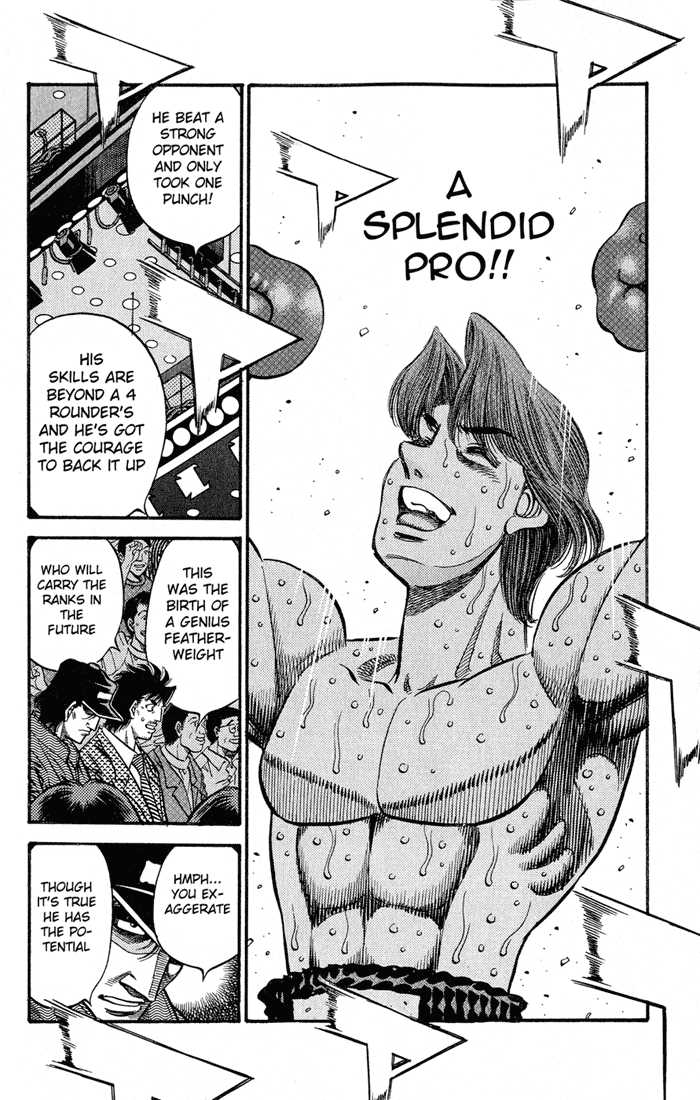 A
SPLENDID
PRO!!
HE BEAT A
STRONG
OPPONENT
AND ONLY
TOOK ONE
PUNCH!
HIS
SKILLS ARE
BEYOND A 4
ROUNDER'S
AND HE'S GOT
THE COURAGE
TO BACK IT UP
THIS
WAS THE
BIRTH OF
A GENIUS
FEATHER-
WEIGHT
WHO WILL
CARRY THE
RANKS IN
THE
FUTURE
HMPH...
YOU EX-
AGGERATE
THOUGH
IT'S TRUE
HE HAS
THE PO-
TENTIAL